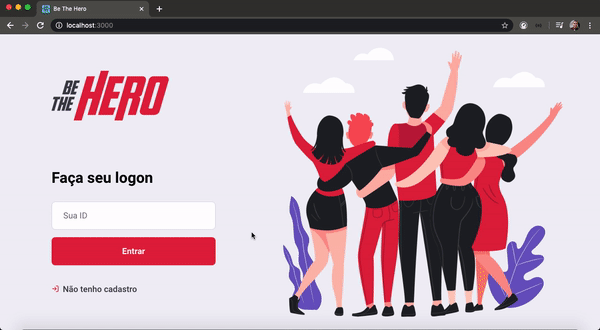 Be The Hero
localhost:3000
BE
THE
HERO
Faça seu logon
Sua ID
Entrar
Não tenho cadastro